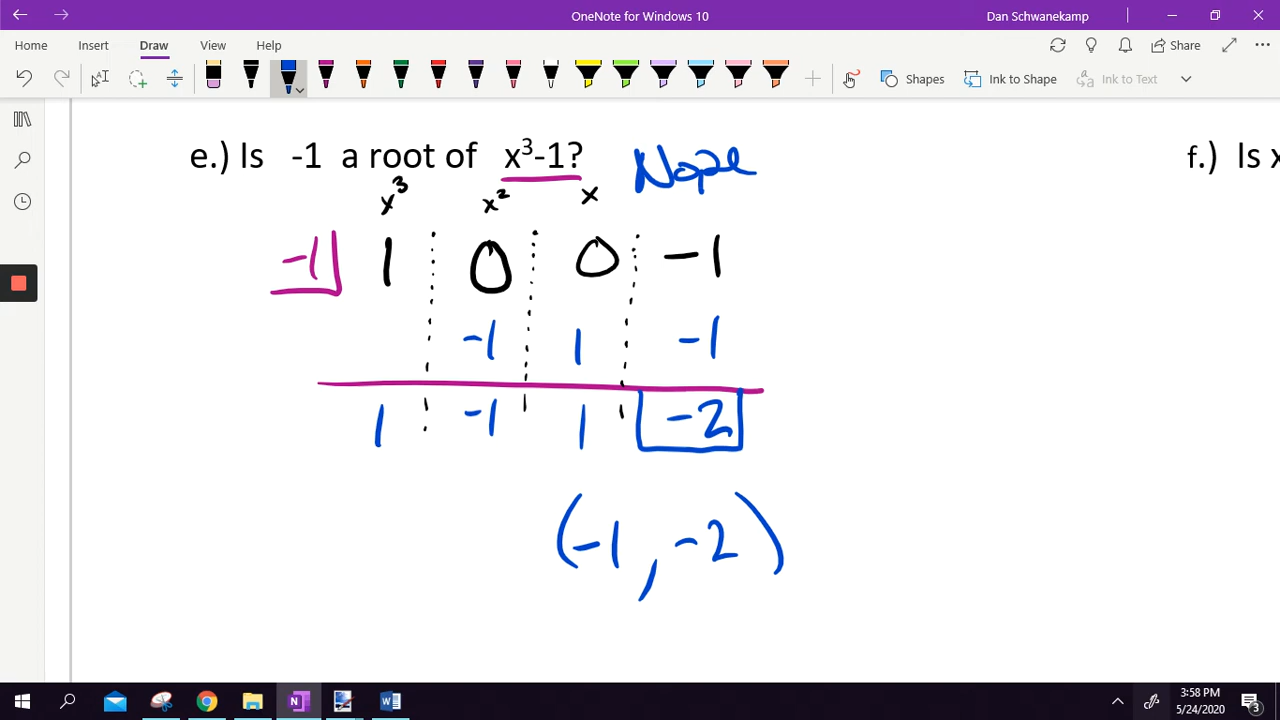 OneNote for Windows 10
Dan Schwanekamp
Home Insert Draw View Help
Share
Shapes Ink to Shape Ink to Text
e.) Is -1 a root of x³-1? Nope
f.) Is x
x³ x² x
-1 1 0 0 -1
-1 1 -1
1 -1 1 -2
(-1, -2)
3:58 PM
5/24/2020
3